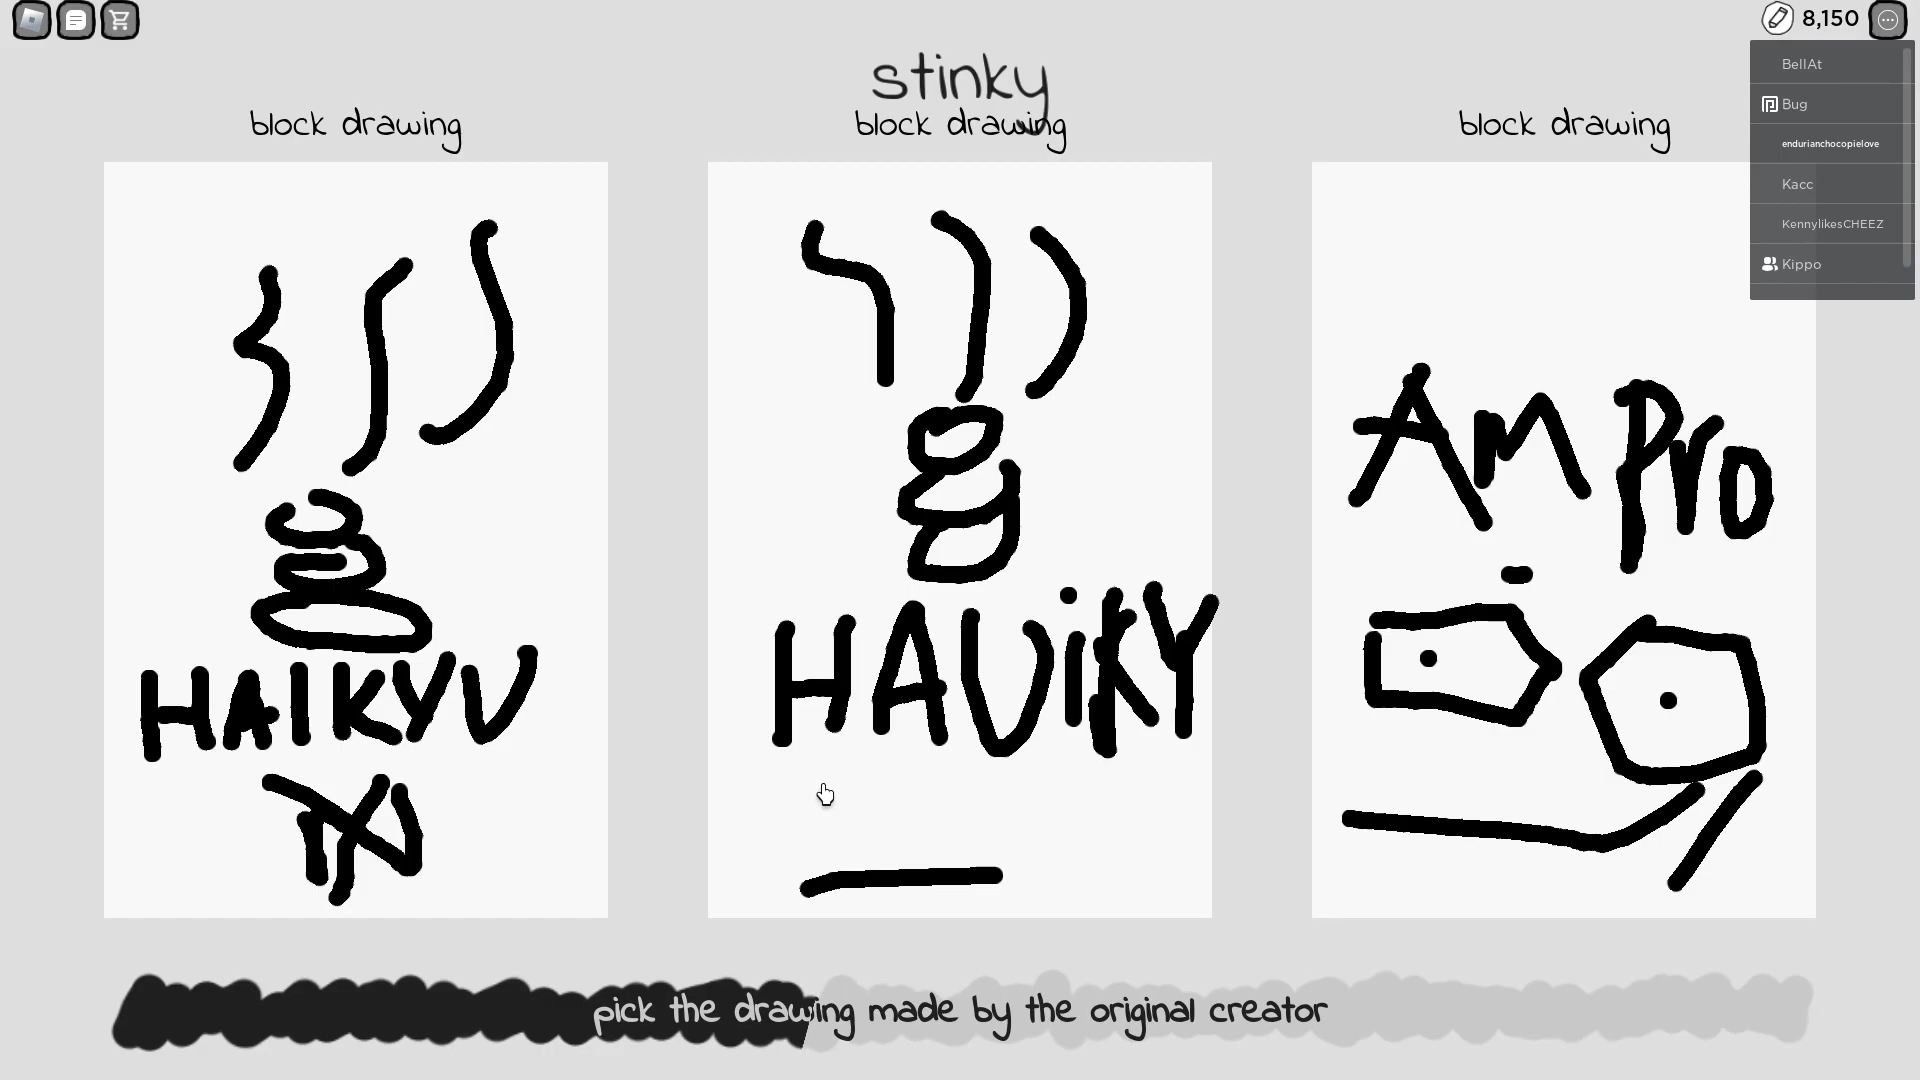 8,150
stinky
block drawing
block drawing
block drawing
BellAt
Bug
endurianchocopielove
Kacc
KennylikesCHEEZ
Kippo
HAIKYU
HAUiKY
AM Pro
pick the drawing made by the original creator